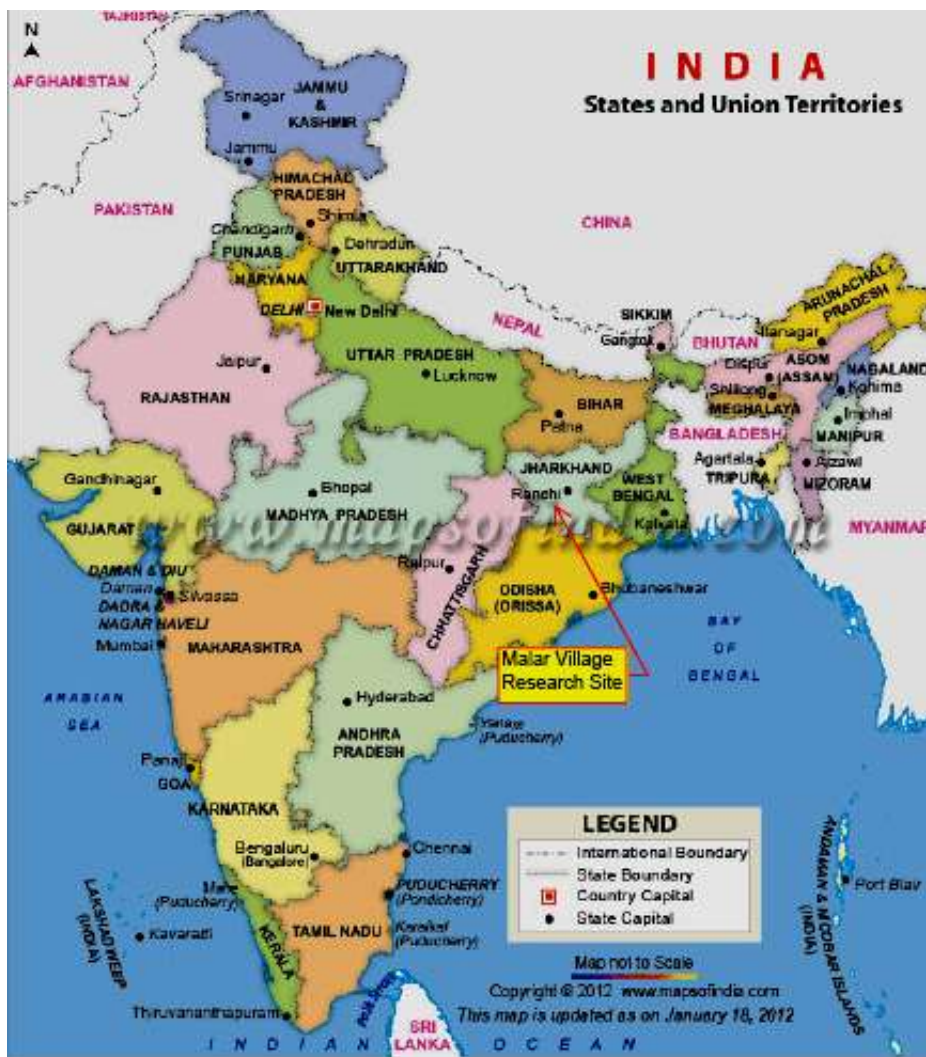 TAJIKISTAN
N
AFGHANISTAN
INDIA
States and Union Territories
JAMMU
&
KASHMIR
Srinagar
Jammu
HIMACHAL
PRADESH
PAKISTAN
Shimla
CHINA
Chandigarh
PUNJAB
Dehradun
UTTARAKHAND
HARYANA
DELHI
New Delhi
ARUNACHAL
PRADESH
SIKKIM
NEPAL
Gangtok
BHUTAN
Itanagar
Jaipur
UTTAR PRADESH
Lucknow
Dispur
ASOM
(ASSAM)
NAGALAND
RAJASTHAN
BIHAR
Patna
Shillong
Kohima
MEGHALAYA
Imphal
BANGLADESH
MANIPUR
JHARKHAND
Agartala
Aizawl
Gandhinagar
Bhopal
Ranchi
WEST
BENGAL
TRIPURA
MIZORAM
MADHYA PRADESH
GUJARAT
Kolkata
MYANMAR
www.mapsofindia.com
DAMAN & DIU
Daman
Silvassa
DADRA &
NAGAR HAVELI
Raipur
CHHATTISGARH
ODISHA
(ORISSA)
Bhubaneshwar
Mumbai
MAHARASHTRA
Malar Village
Research Site
BAY
OF
BENGAL
ARABIAN
SEA
Hyderabad
ANDHRA
PRADESH
(Puducherry)
Panaji
GOA
KARNATAKA
Bengaluru
(Bangalore)
Chennai
Mahe
(Puducherry)
PUDUCHERRY
(Pondicherry)
LAKSHADWEEP
(INDIA)
Kavaratti
KERALA
TAMIL NADU
Karaikal
(Puducherry)
Thiruvananthapuram
Palk Strait
SRI
LANKA
INDIAN OCEAN
LEGEND
International Boundary
State Boundary
Country Capital
State Capital
ANDAMAN & NICOBAR ISLANDS
(INDIA)
Port Blair
Map not to Scale
Copyright © 2012 www.mapsofindia.com
This map is updated as on January 18, 2012